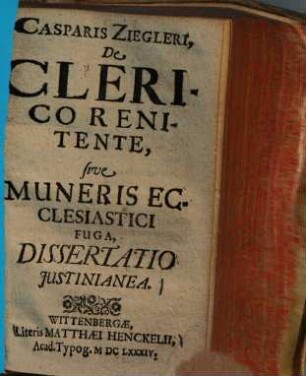 CASPARIS ZIEGLERI,
De
CLERI-
CO RENI-
TENTE,
sive
MUNERIS EC-
CLESIASTICI
FUGA,
DISSERTATIO
JUSTINIANEA.
WITTENBERGÆ,
Literis MATTHÆI HENCKELII,
Acad. Typog. M DC LXXXIV.